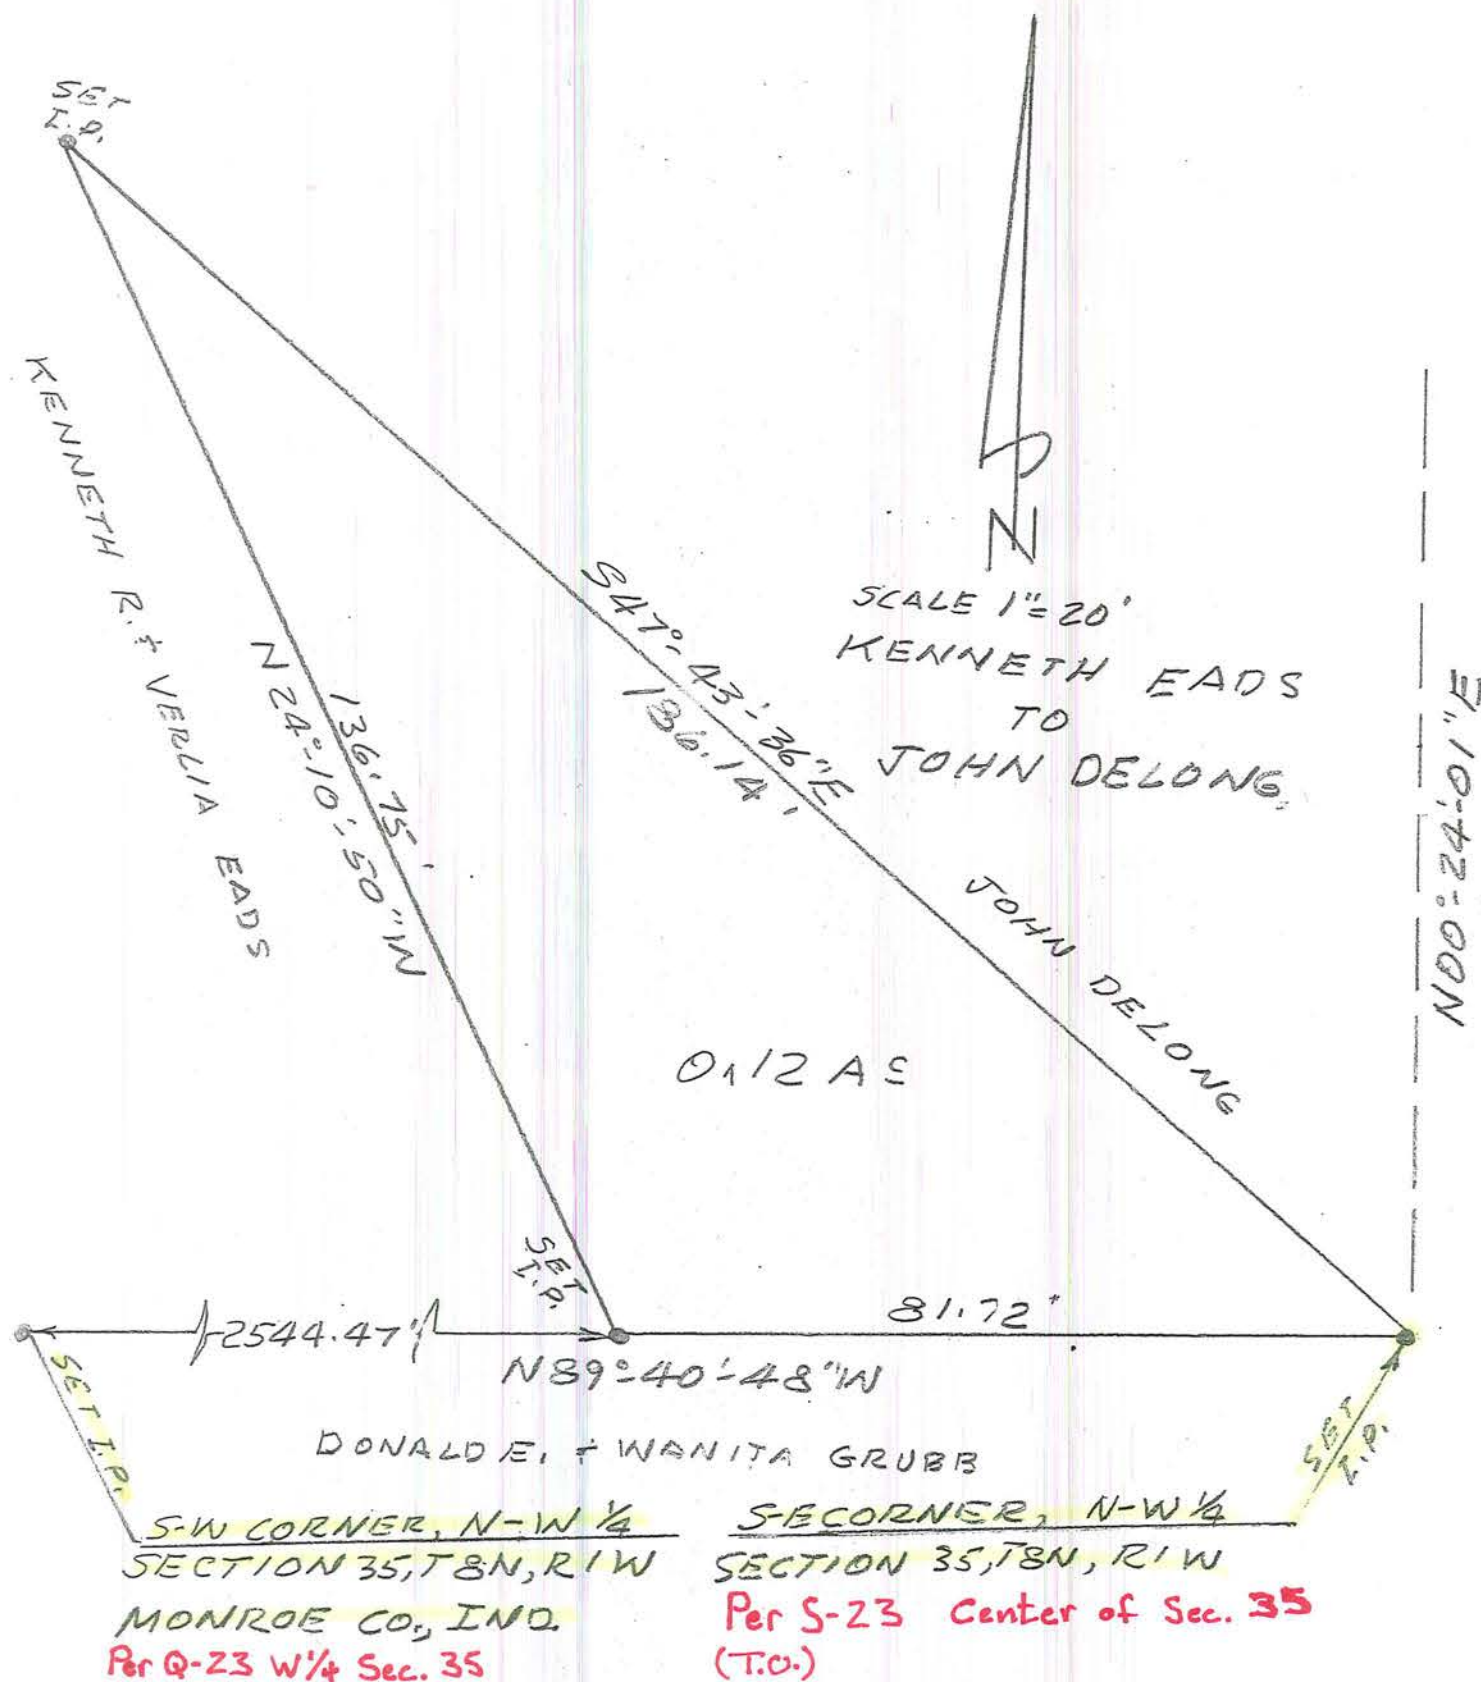 SET
I.P.
KENNETH R. & VERLIA EADS
N24°-10'-50"W
136.75'
S47°-43'-36"E
186.14'
N
SCALE 1"=20'
KENNETH EADS
TO
JOHN DELONG
N00°-24'-01"E
JOHN DELONG
0.12 AC
SET
I.P.
2544.47'
81.72'
N89°-40'-48"W
SET I.P.
SET
I.P.
DONALD E. & WANITA GRUBB
S-W CORNER, N-W 1/4
SECTION 35, T8N, R1W
MONROE CO., IND.
Per Q-23 W1/4 Sec. 35
S-E CORNER, N-W 1/4
SECTION 35, T8N, R1W
Per S-23 Center of Sec. 35
(T.O.)